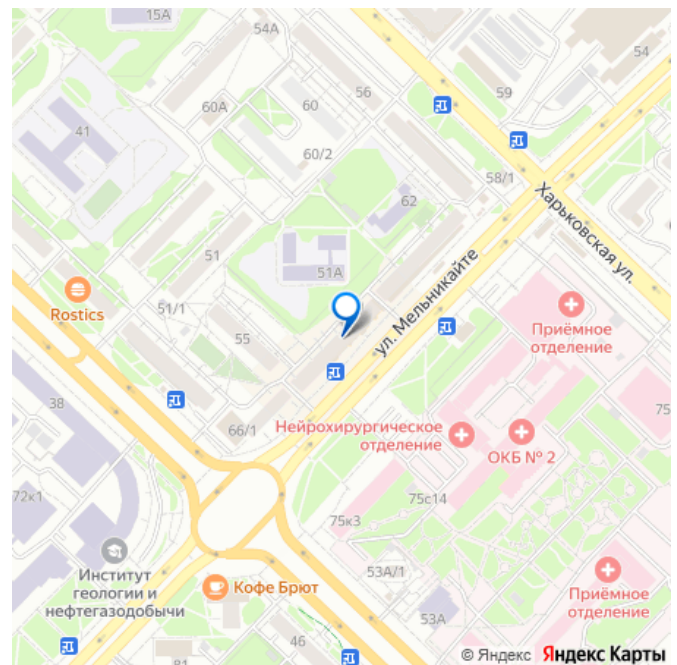 15А
54А
54
56
59
60А
60
41
60/2
58/1
62
Харьковская ул.
51
51А
ул. Мельникайте
Rostics
51/1
Приёмное
отделение
55
38
75
66/1
Нейрохирургическое
отделение
ОКБ № 2
72к1
75с14
75к3
Институт
геологии и
нефтегазодобычи
53А/1
Кофе Брют
Приёмное
отделение
53А
46
81
© Яндекс Яндекс Карты